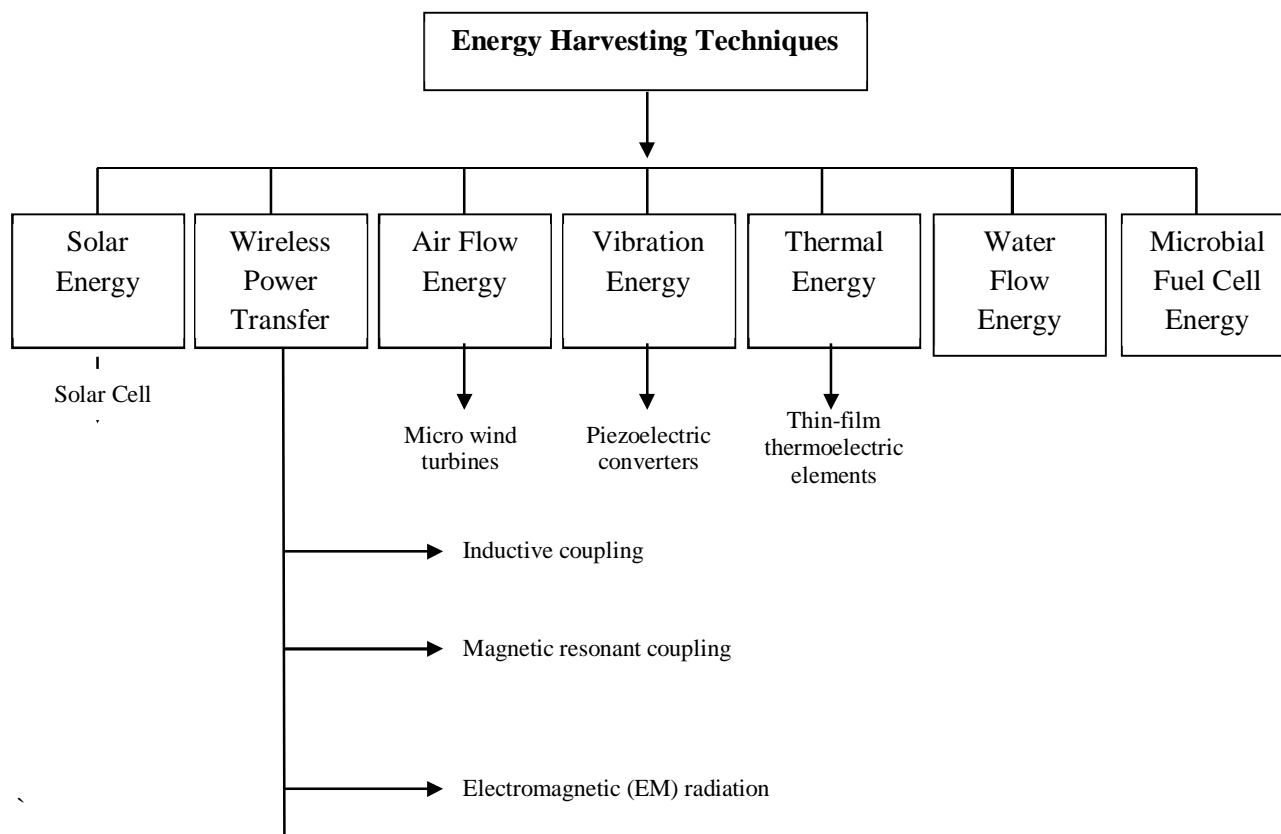 Energy Harvesting Techniques
Solar
Energy
Wireless
Power
Transfer
Air Flow
Energy
Vibration
Energy
Thermal
Energy
Water
Flow
Energy
Microbial
Fuel Cell
Energy
Solar Cell
Micro wind
turbines
Piezoelectric
converters
Thin-film
thermoelectric
elements
Inductive coupling
Magnetic resonant coupling
Electromagnetic (EM) radiation
`